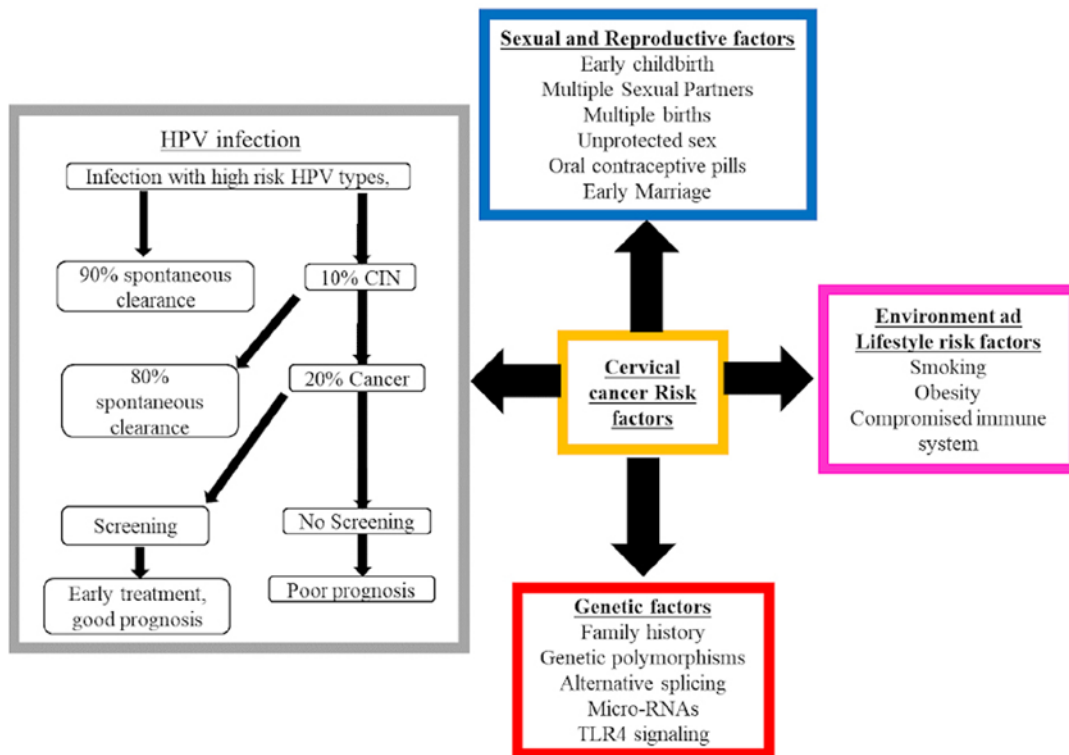 Sexual and Reproductive factors
Early childbirth
Multiple Sexual Partners
Multiple births
Unprotected sex
Oral contraceptive pills
Early Marriage
HPV infection
Infection with high risk HPV types,
90% spontaneous
clearance
10% CIN
80%
spontaneous
clearance
20% Cancer
Screening
No Screening
Early treatment,
good prognosis
Poor prognosis
Cervical
cancer Risk
factors
Environment ad
Lifestyle risk factors
Smoking
Obesity
Compromised immune
system
Genetic factors
Family history
Genetic polymorphisms
Alternative splicing
Micro-RNAs
TLR4 signaling